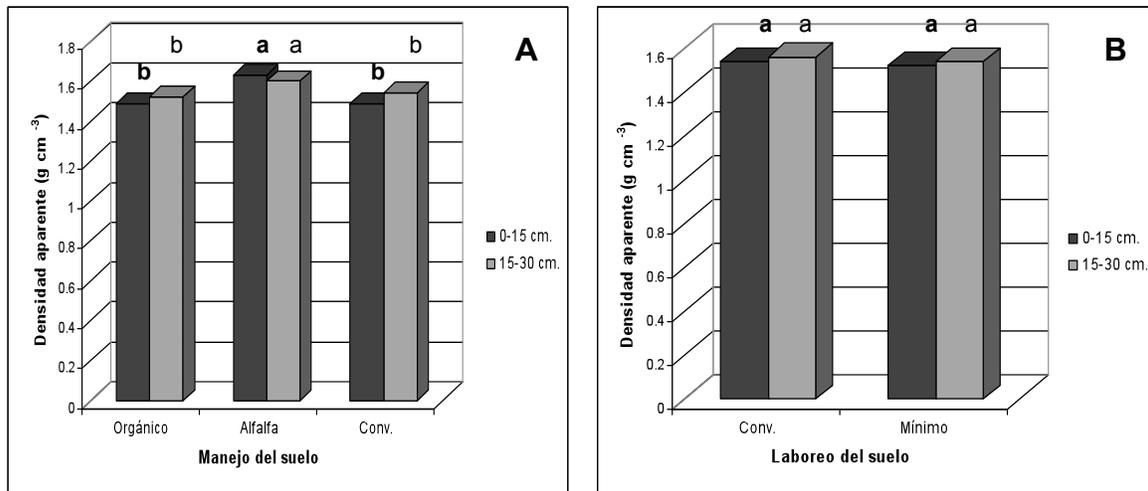 A
b b a a b b
Densidad aparente (g cm -3)
1.8
1.6
1.4
1.2
1
0.8
0.6
0.4
0.2
0
Orgánico Alfalfa Conv.
Manejo del suelo
0-15 cm.
15-30 cm.
B
a a a a
Densidad aparente (g cm -3)
1.6
1.4
1.2
1
0.8
0.6
0.4
0.2
0
Conv. Mínimo
Laboreo del suelo
0-15 cm.
15-30 cm.